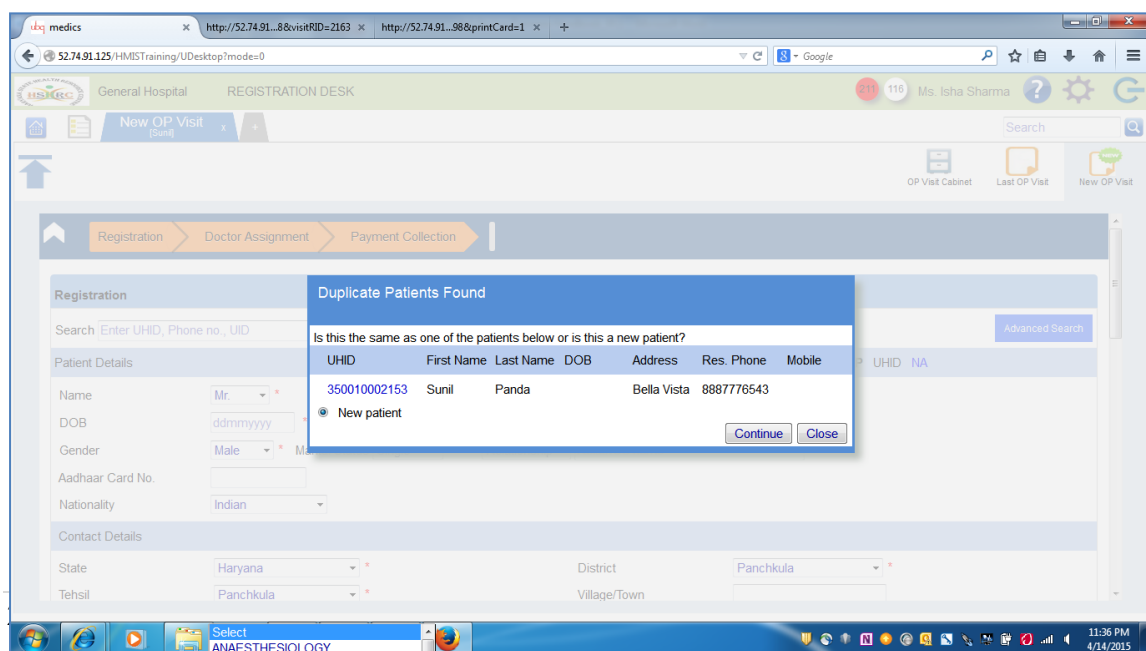 ubq medics × http://52.74.91...8&visitRID=2163 × http://52.74.91...98&printCard=1 × +
52.74.91.125/HMISTraining/UDesktop?mode=0 Google
HSHRC General Hospital REGISTRATION DESK 211 116 Ms. Isha Sharma ?
New OP Visit x +
[Sunil]
Search
OP Visit Cabinet Last OP Visit New OP Visit
Registration Doctor Assignment Payment Collection
Registration
Duplicate Patients Found
Search Enter UHID, Phone no., UID
Advanced Search
Is this the same as one of the patients below or is this a new patient?
Patient Details
UHID NA
UHID First Name Last Name DOB Address Res. Phone Mobile
350010002153 Sunil Panda Bella Vista 8887776543
New patient
Continue Close
Name Mr. *
DOB ddmmyyyy *
Gender Male *
Aadhaar Card No.
Nationality Indian
Contact Details
State Haryana * District Panchkula *
Tehsil Panchkula * Village/Town
Select
ANAESTHESIOLOGY
11:36 PM
4/14/2015